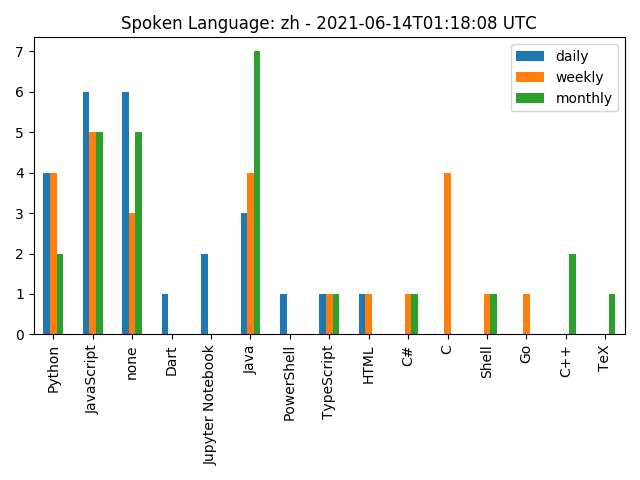 Spoken Language: zh - 2021-06-14T01:18:08 UTC
daily
weekly
monthly
7
6
5
4
3
2
1
0
Python
JavaScript
none
Dart
Jupyter Notebook
Java
PowerShell
TypeScript
HTML
C#
C
Shell
Go
C++
TeX